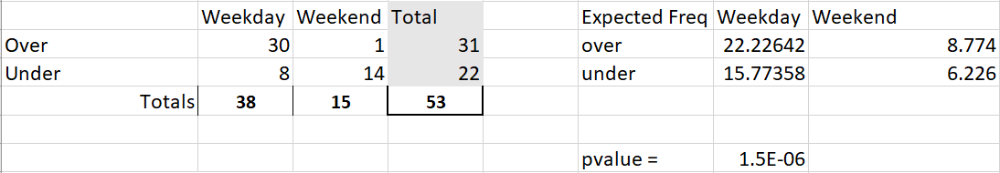 Weekday Weekend Total Expected Freq Weekday Weekend
Over 30 1 31 over 22.22642 8.774
Under 8 14 22 under 15.77358 6.226
Totals 38 15 53
pvalue = 1.5E-06